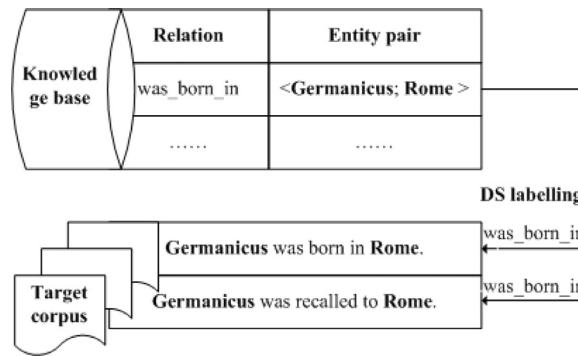 Relation Entity pair
Knowled
ge base
was_born_in <Germanicus; Rome >
...... ......
DS labelling
Germanicus was born in Rome. was_born_in
Germanicus was recalled to Rome. was_born_in
Target
corpus